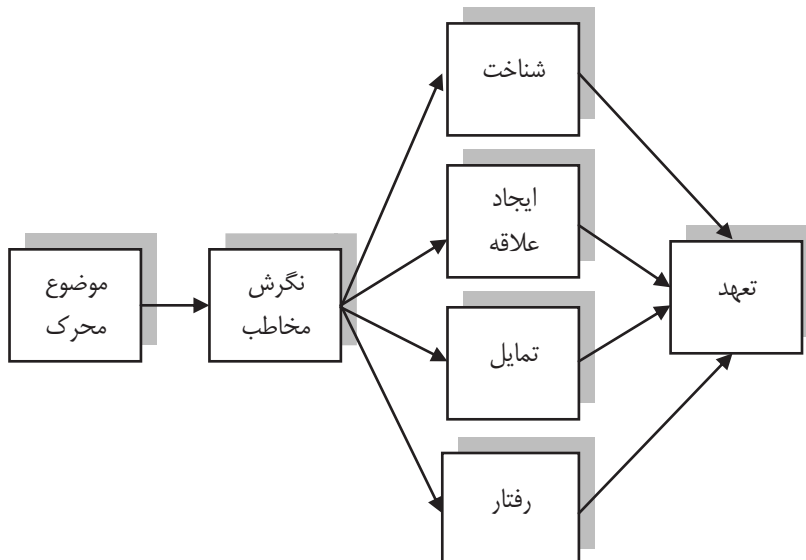 شناخت
ایجاد
علاقه
موضوع
محرک
نگرش
مخاطب
تعهد
تمایل
رفتار